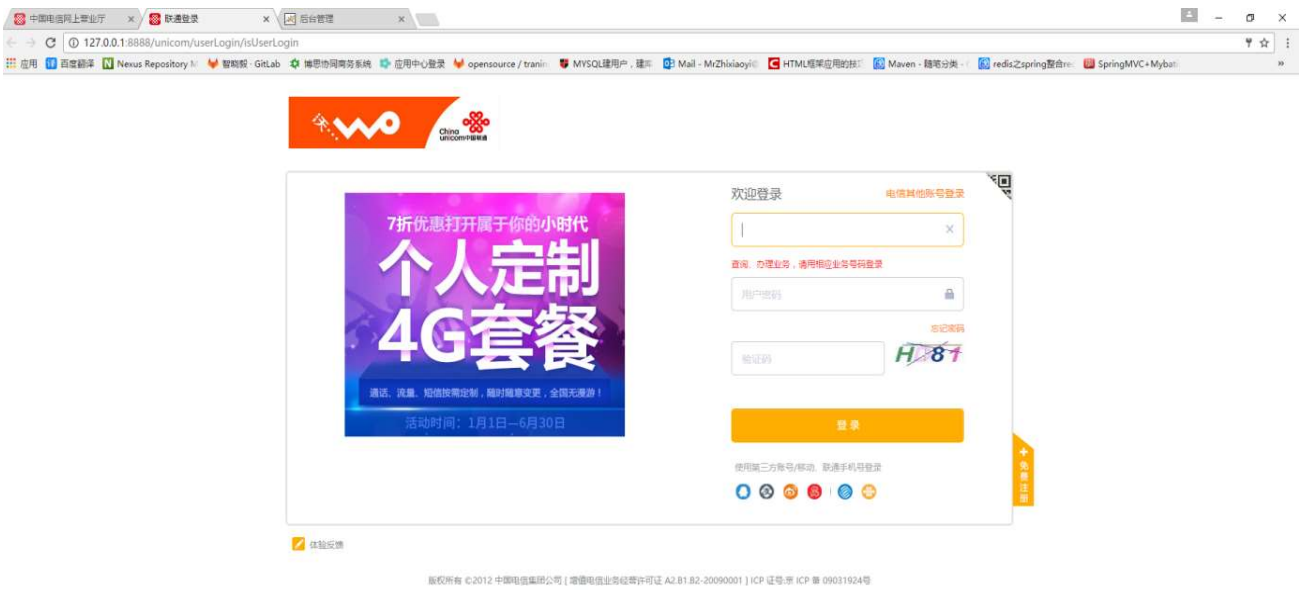 中国电信网上营业厅
联通登录
后台管理
127.0.0.1:8888/unicom/userLogin/isUserLogin
应用 百度翻译 Nexus Repository M 智晓毅 · GitLab 博思协同商务系统 应用中心登录 opensource / tranin MYSQL建用户，建库 Mail - MrZhixiaoyi HTML框架应用的技 Maven - 随笔分类 - redis之spring整合red SpringMVC+Mybati
沃
WO
China
unicom中国联通
7折优惠打开属于你的小时代
个人定制
4G套餐
通话、流量、短信按需定制，随时随意变更，全国无漫游！
活动时间：1月1日—6月30日
欢迎登录
电信其他账号登录
查询、办理业务，请用相应业务号码登录
用户密码
忘记密码
验证码
登录
使用第三方账号/移动、联通手机号登录
免费注册
体验反馈
版权所有 ©2012 中国电信集团公司 | 增值电信业务经营许可证 A2.B1.B2-20090001 | ICP 证号:京 ICP 备 09031924号